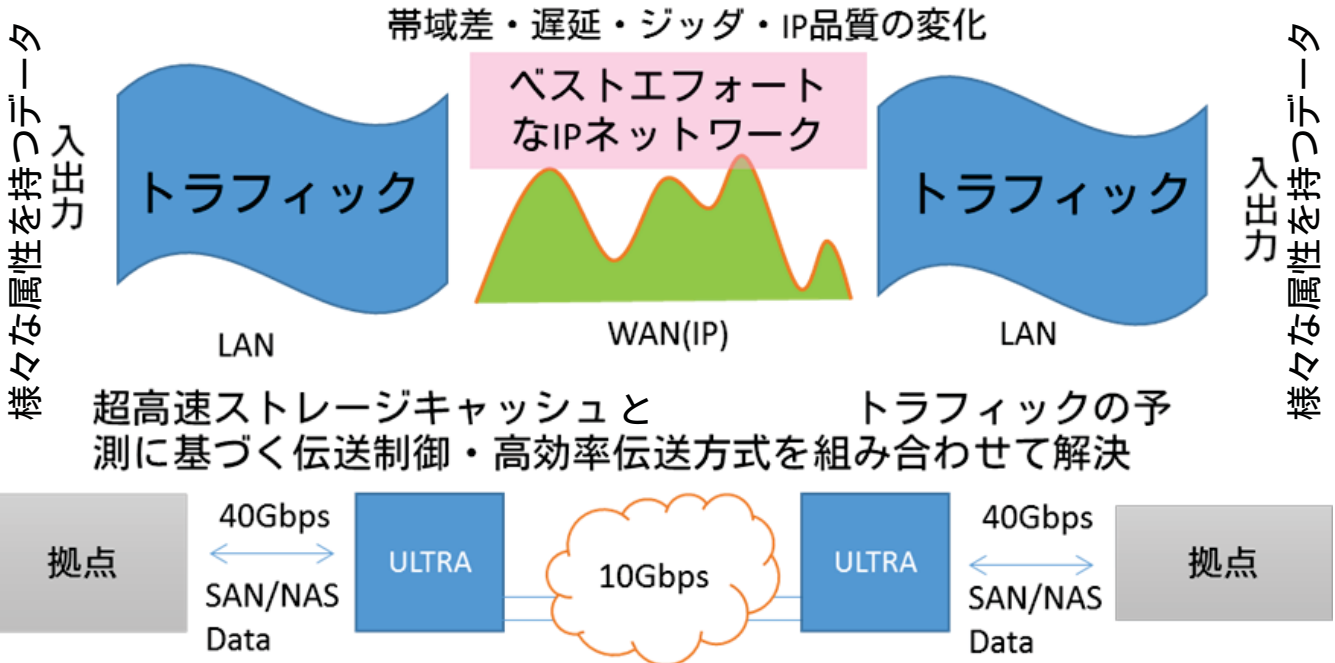 帯域差・遅延・ジッダ・IP品質の変化
様々な属性を持つデータ
入出力
トラフィック
ベストエフォート
なIPネットワーク
トラフィック
入出力
様々な属性を持つデータ
LAN
WAN(IP)
LAN
超高速ストレージキャッシュと トラフィックの予
測に基づく伝送制御・高効率伝送方式を組み合わせて解決
拠点
40Gbps
SAN/NAS
Data
ULTRA
10Gbps
ULTRA
40Gbps
SAN/NAS
Data
拠点